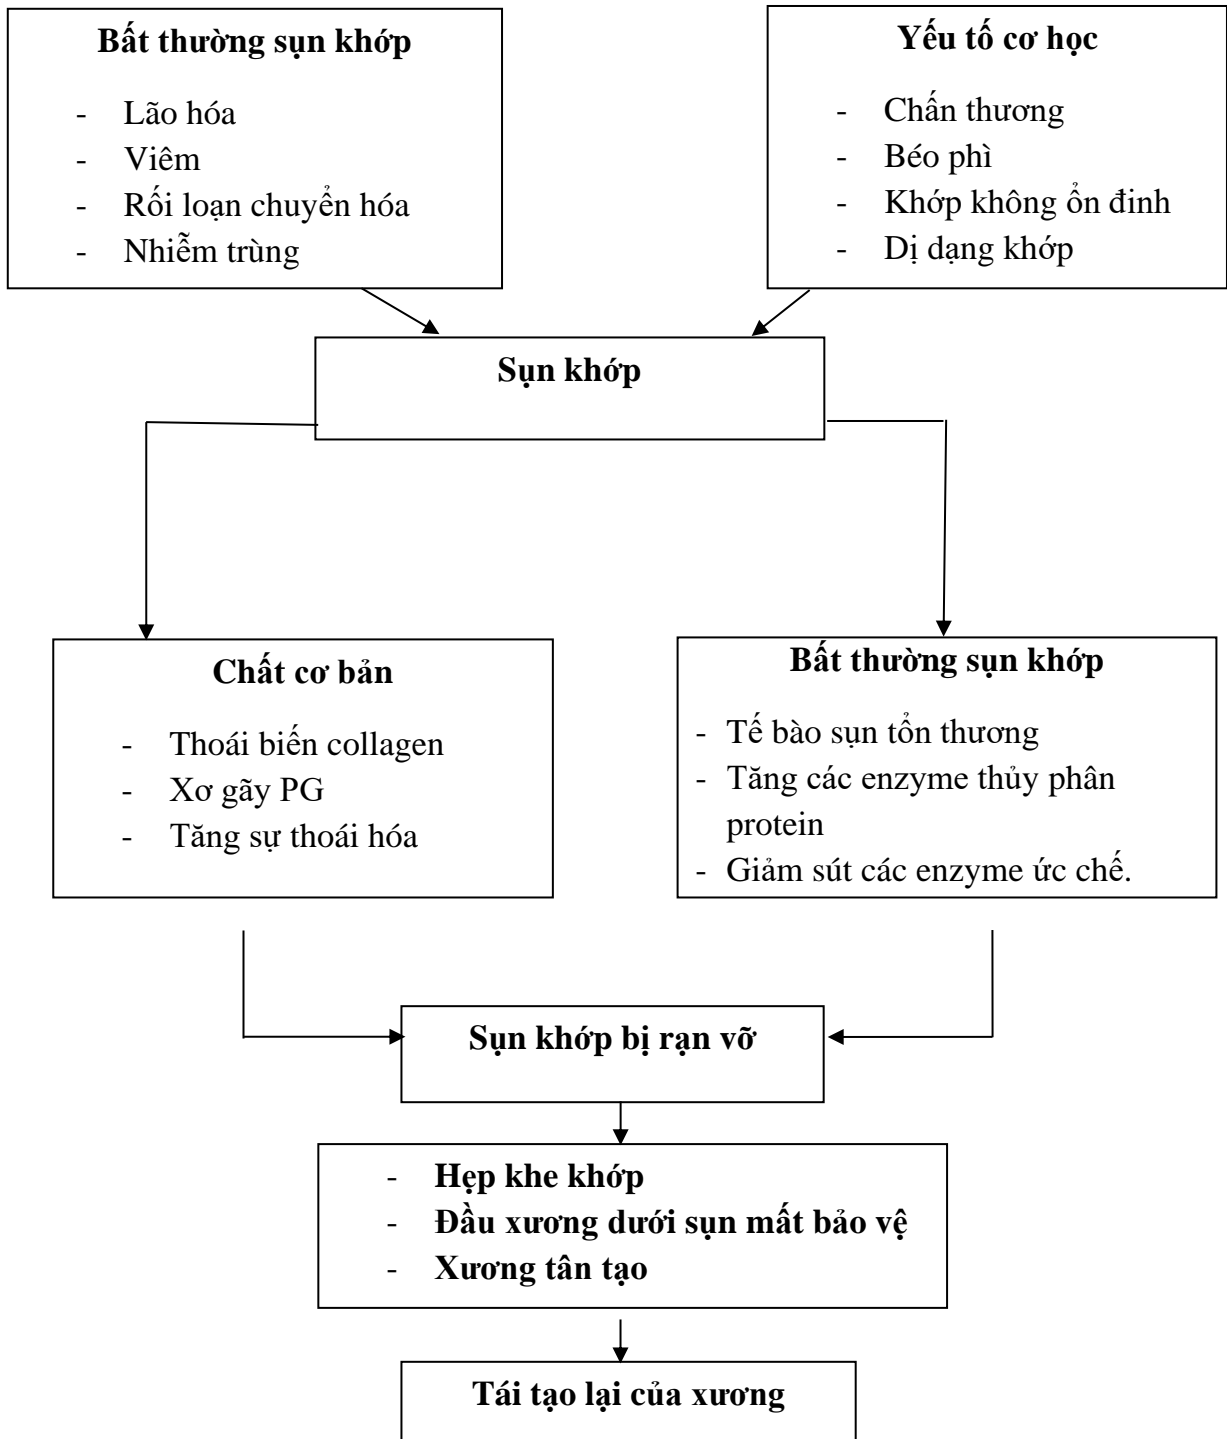 Bất thường sụn khớp
- Lão hóa
- Viêm
- Rối loạn chuyển hóa
- Nhiễm trùng
Yếu tố cơ học
- Chấn thương
- Béo phì
- Khớp không ổn đinh
- Dị dạng khớp
Sụn khớp
Chất cơ bản
- Thoái biến collagen
- Xơ gãy PG
- Tăng sự thoái hóa
Bất thường sụn khớp
- Tế bào sụn tổn thương
- Tăng các enzyme thủy phân
protein
- Giảm sút các enzyme ức chế.
Sụn khớp bị rạn vỡ
- Hẹp khe khớp
- Đầu xương dưới sụn mất bảo vệ
- Xương tân tạo
Tái tạo lại của xương